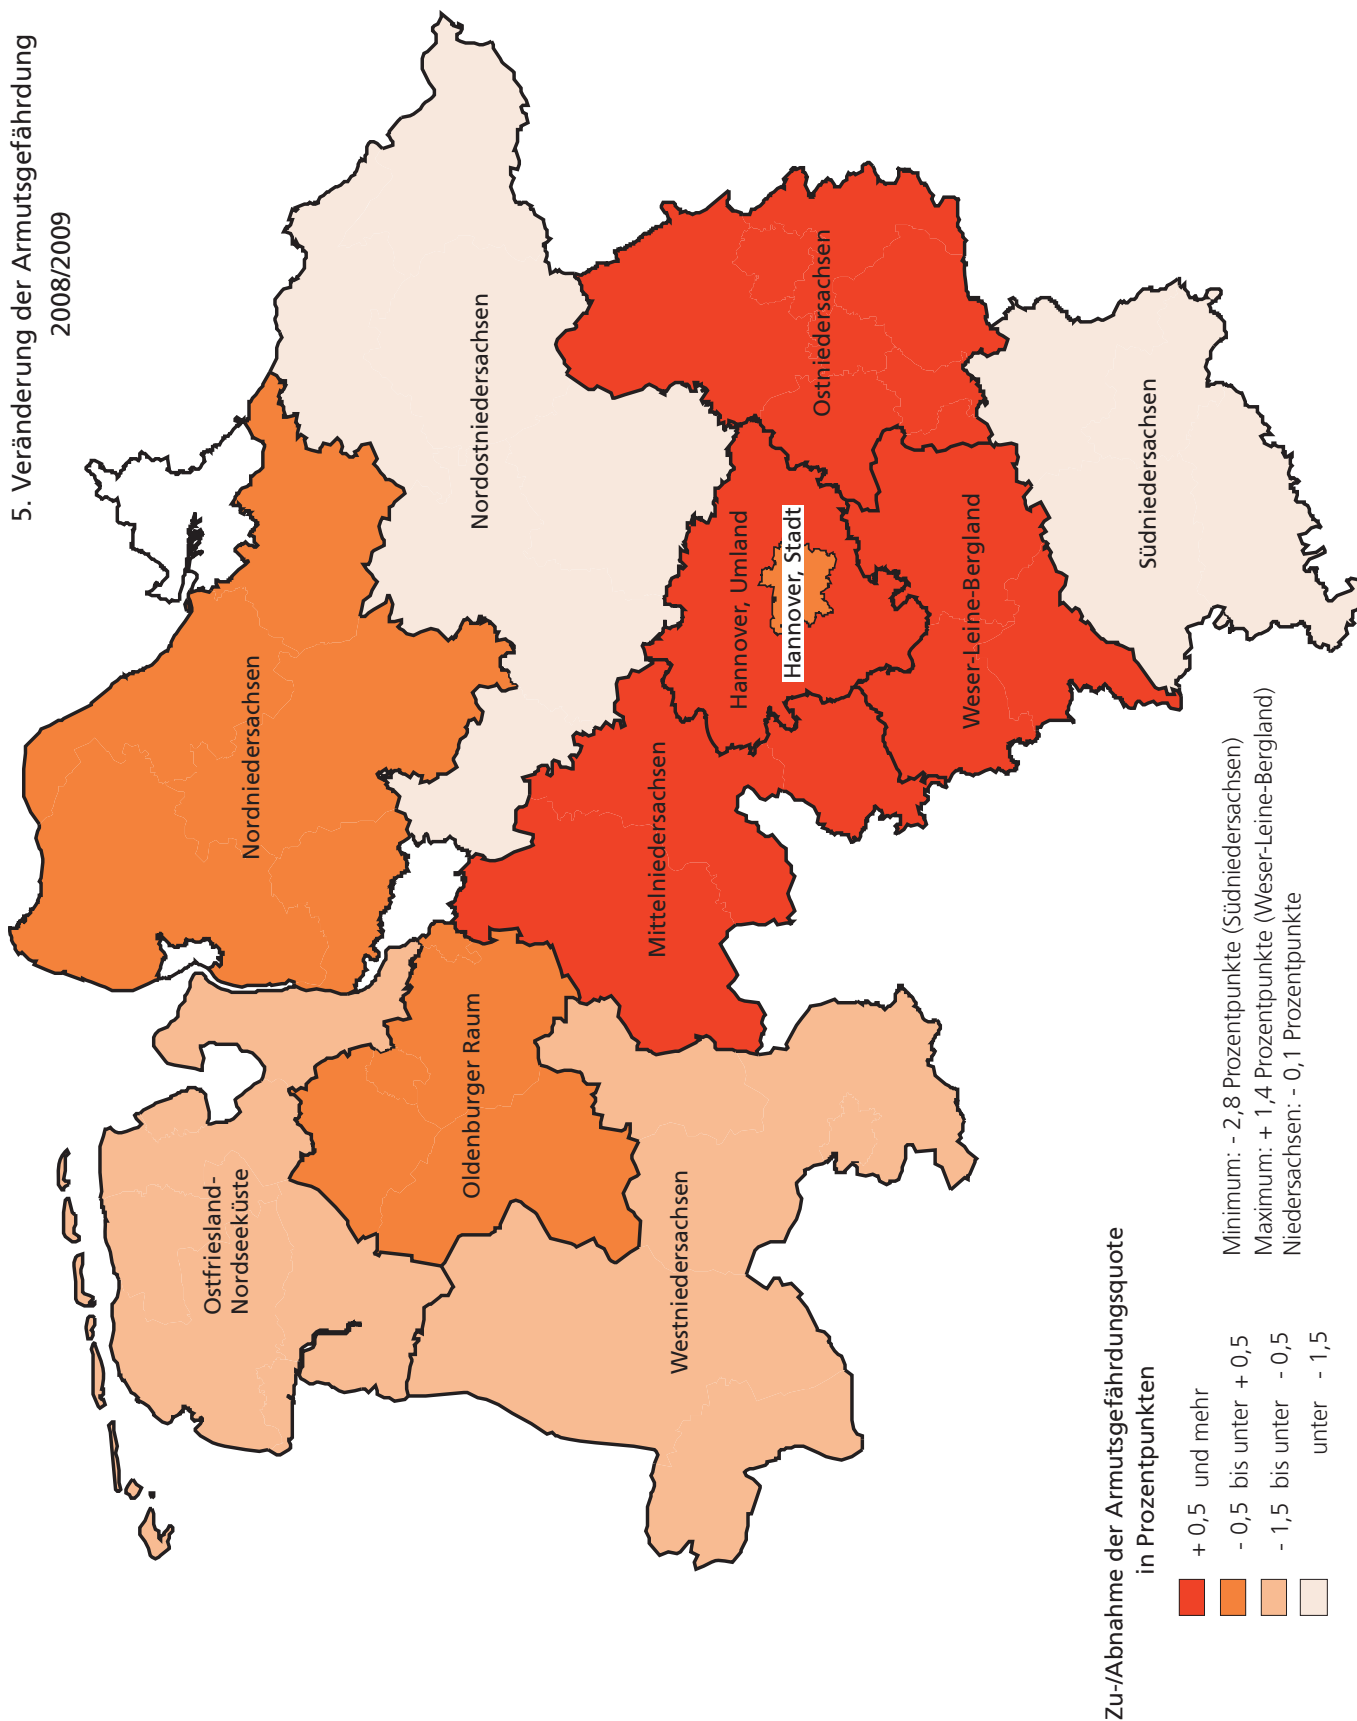 5. Veränderung der Armutsgefährdung
2008/2009
Ostfriesland-
Nordseeküste
Nordniedersachsen
Oldenburger Raum
Nordostniedersachsen
Westniedersachsen
Mittelniedersachsen
Hannover, Umland
Hannover, Stadt
Ostniedersachsen
Weser-Leine-Bergland
Südniedersachsen
Zu-/Abnahme der Armutsgefährdungsquote
in Prozentpunkten
+ 0,5 und mehr
- 0,5 bis unter + 0,5
- 1,5 bis unter - 0,5
unter - 1,5
Minimum: - 2,8 Prozentpunkte (Südniedersachsen)
Maximum: + 1,4 Prozentpunkte (Weser-Leine-Bergland)
Niedersachsen: - 0,1 Prozentpunkte